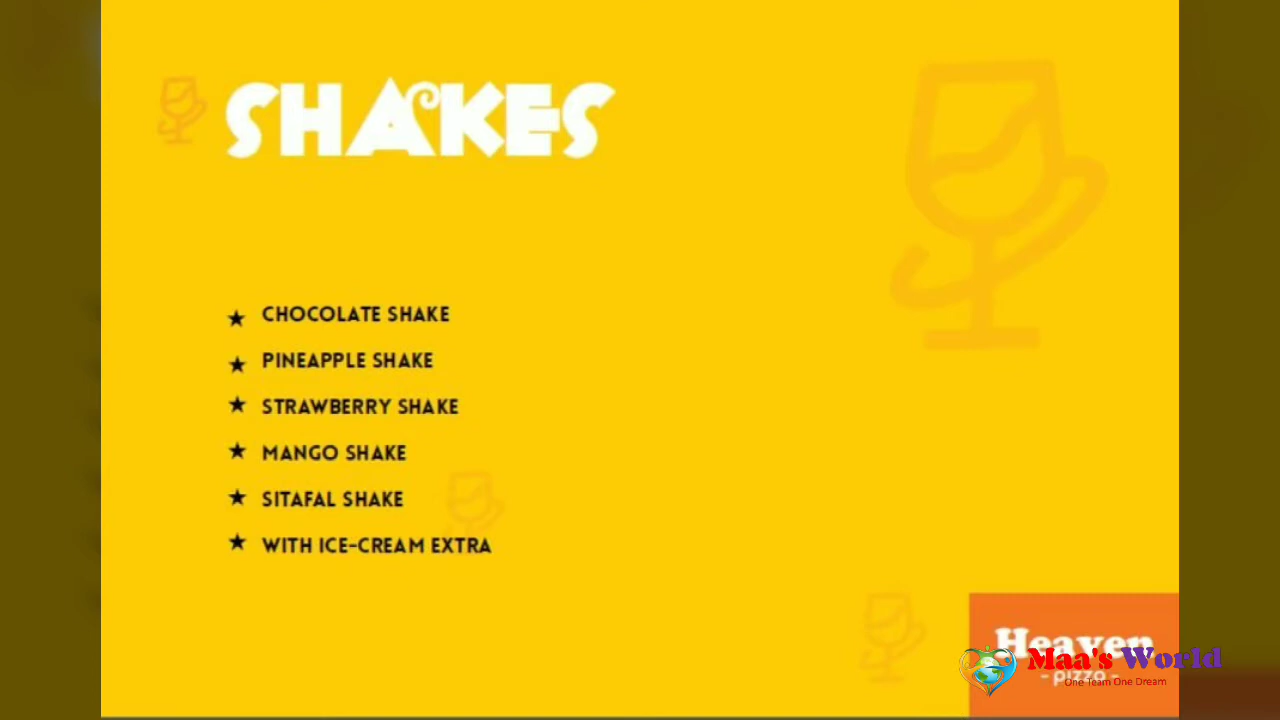 SHAKES
CHOCOLATE SHAKE
PINEAPPLE SHAKE
STRAWBERRY SHAKE
MANGO SHAKE
SITAFAL SHAKE
WITH ICE-CREAM EXTRA
Heaven
- pizza -
Maa's World
One Team One Dream